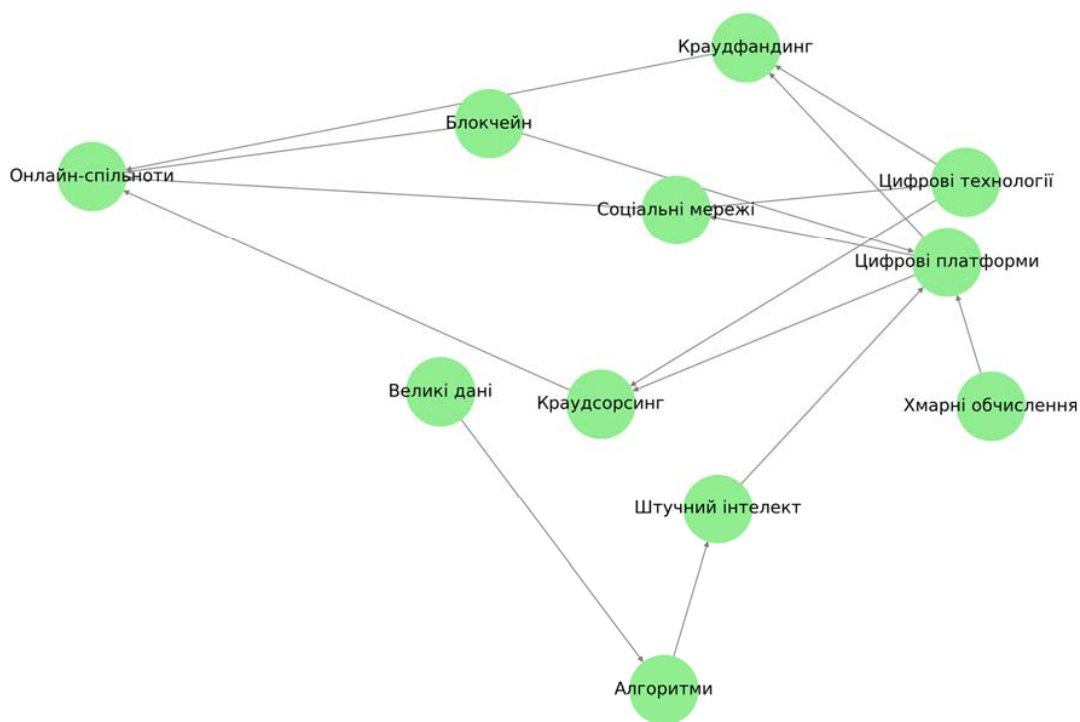 Краудфандинг
Блокчейн
Онлайн-спільноти
Цифрові технології
Соціальні мережі
Цифрові платформи
Великі дані
Краудсорсинг
Хмарні обчислення
Штучний інтелект
Алгоритми